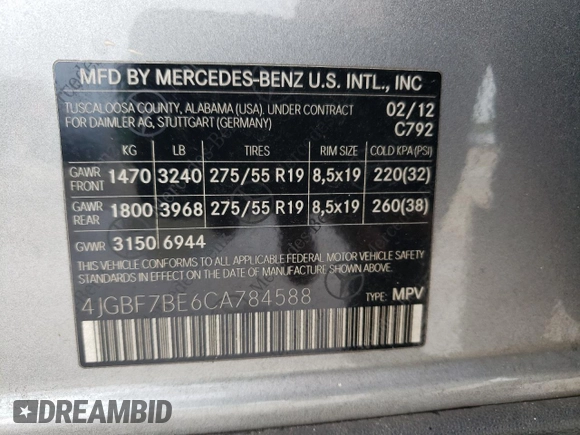 MFD BY MERCEDES-BENZ U.S. INTL., INC
TUSCALOOSA COUNTY, ALABAMA (USA). UNDER CONTRACT 02/12
FOR DAIMLER AG, STUTTGART (GERMANY) C792
KG LB TIRES RIM SIZE COLD KPA(PSI)
GAWR FRONT 1470 3240 275/55 R19 8,5x19 220(32)
GAWR REAR 1800 3968 275/55 R19 8,5x19 260(38)
GVWR 3150 6944
THIS VEHICLE CONFORMS TO ALL APPLICABLE FEDERAL MOTOR VEHICLE SAFETY
STANDARDS IN EFFECT ON THE DATE OF MANUFACTURE SHOWN ABOVE.
4JGBF7BE6CA784588 TYPE: MPV
DREAMBID